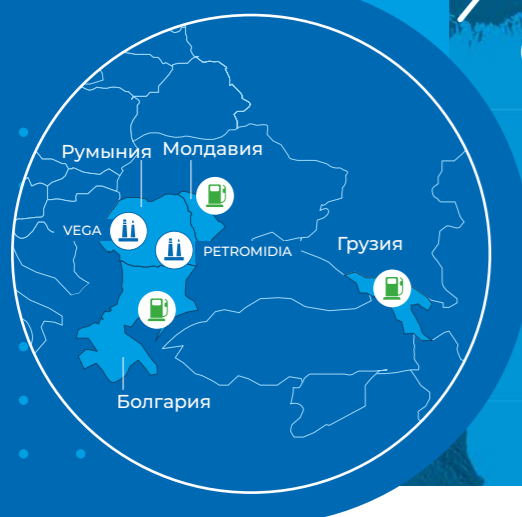 Румыния
Молдавия
VEGA
PETROMIDIA
Грузия
Болгария